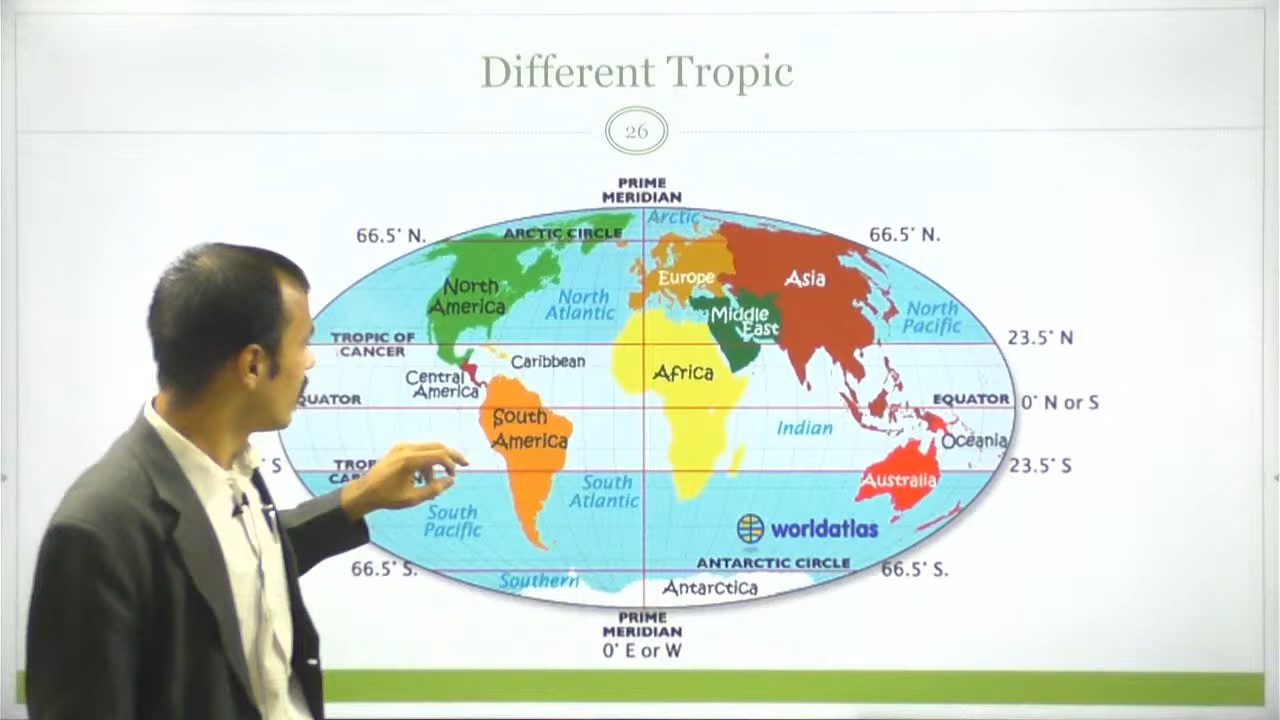 Different Tropic
26
PRIME
MERIDIAN
Arctic
66.5° N.
ARCTIC CIRCLE
66.5° N.
Europe
Asia
North
America
North
Atlantic
North
Pacific
Middle
East
TROPIC OF
CANCER
23.5° N
Caribbean
Africa
Central
America
EQUATOR
0° N or S
South
America
Indian
Oceania
° S
23.5° S
Australia
South
Atlantic
South
Pacific
worldatlas
ANTARCTIC CIRCLE
66.5° S.
66.5° S.
Southern
Antarctica
PRIME
MERIDIAN
0° E or W